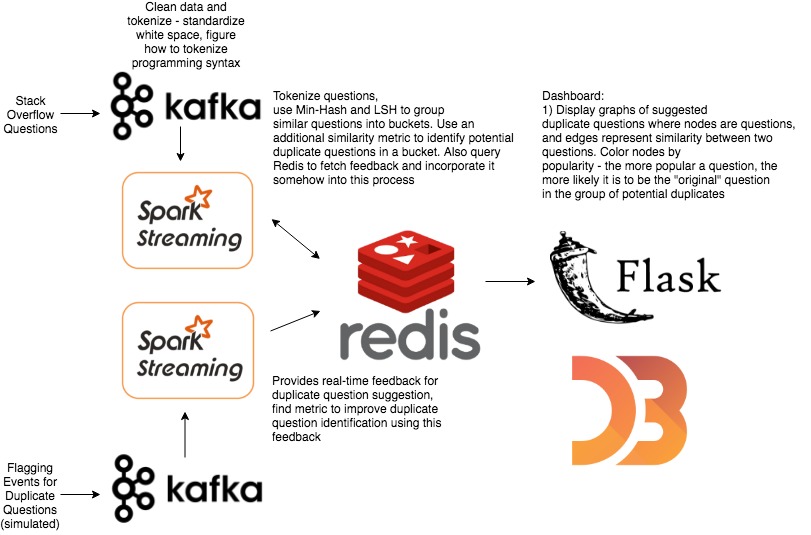 Clean data and
tokenize - standardize
white space, figure
how to tokenize
programming syntax
Stack
Overflow
Questions
kafka
Tokenize questions,
use Min-Hash and LSH to group
similar questions into buckets. Use an
additional similarity metric to identify potential
duplicate questions in a bucket. Also query
Redis to fetch feedback and incorporate it
somehow into this process
Dashboard:
1) Display graphs of suggested
duplicate questions where nodes are questions,
and edges represent similarity between two
questions. Color nodes by
popularity - the more popular a question, the
more likely it is to be the "original" question
in the group of potential duplicates
Spark
Streaming
redis
Flask
Spark
Streaming
Provides real-time feedback for
duplicate question suggestion,
find metric to improve duplicate
question identification using this
feedback
D3
Flagging
Events for
Duplicate
Questions
(simulated)
kafka